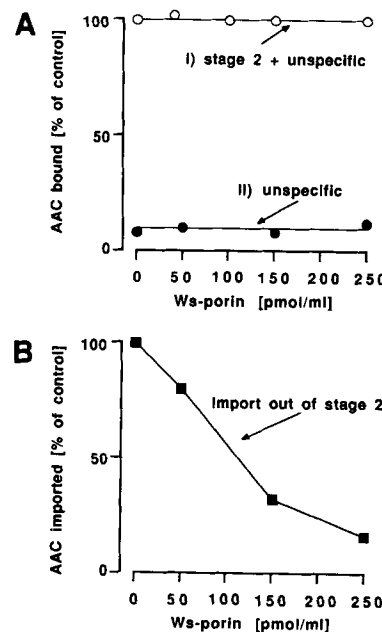 A
100
50
0
AAC bound [% of control]
I) stage 2 + unspecific
II) unspecific
0 50 100 150 200 250
Ws-porin [pmol/ml]
B
100
50
0
AAC imported [% of control]
Import out of stage 2
0 50 100 150 200 250
Ws-porin [pmol/ml]